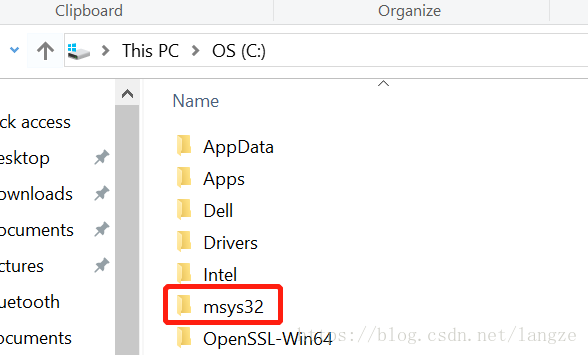 Clipboard
Organize
This PC
OS (C:)
Name
ck access
esktop
ownloads
ocuments
ctures
uetooth
ocuments
AppData
Apps
Dell
Drivers
Intel
msys32
OpenSSL-Win64
https://blog.csdn.net/langze